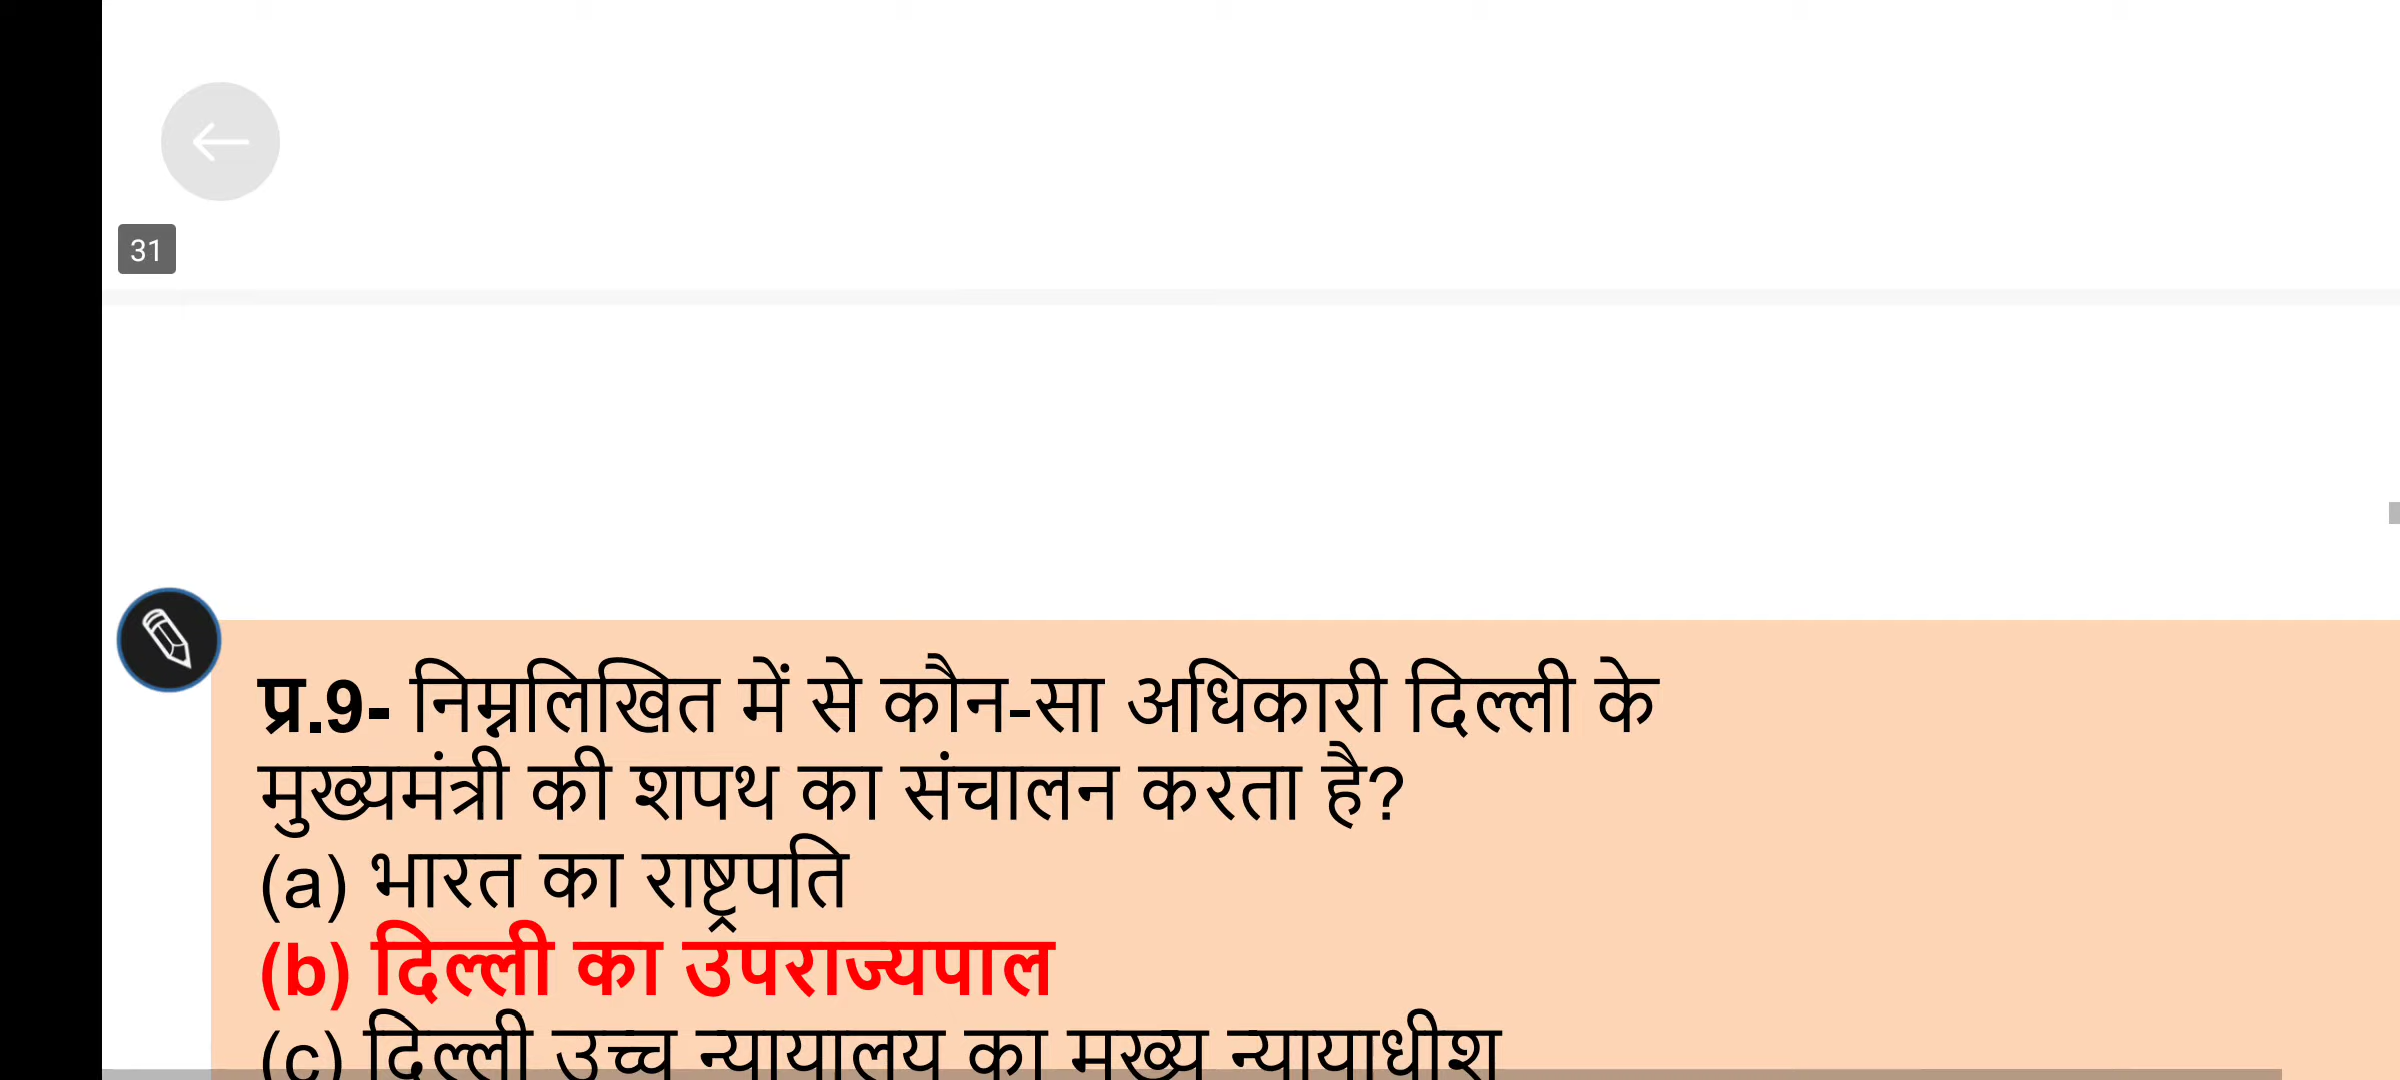 31
प्र.9- निम्नलिखित में से कौन-सा अधिकारी दिल्ली के
मुख्यमंत्री की शपथ का संचालन करता है?
(a) भारत का राष्ट्रपति
(b) दिल्ली का उपराज्यपाल
(c) दिल्ली उच्च न्यायालय का मुख्य न्यायाधीश